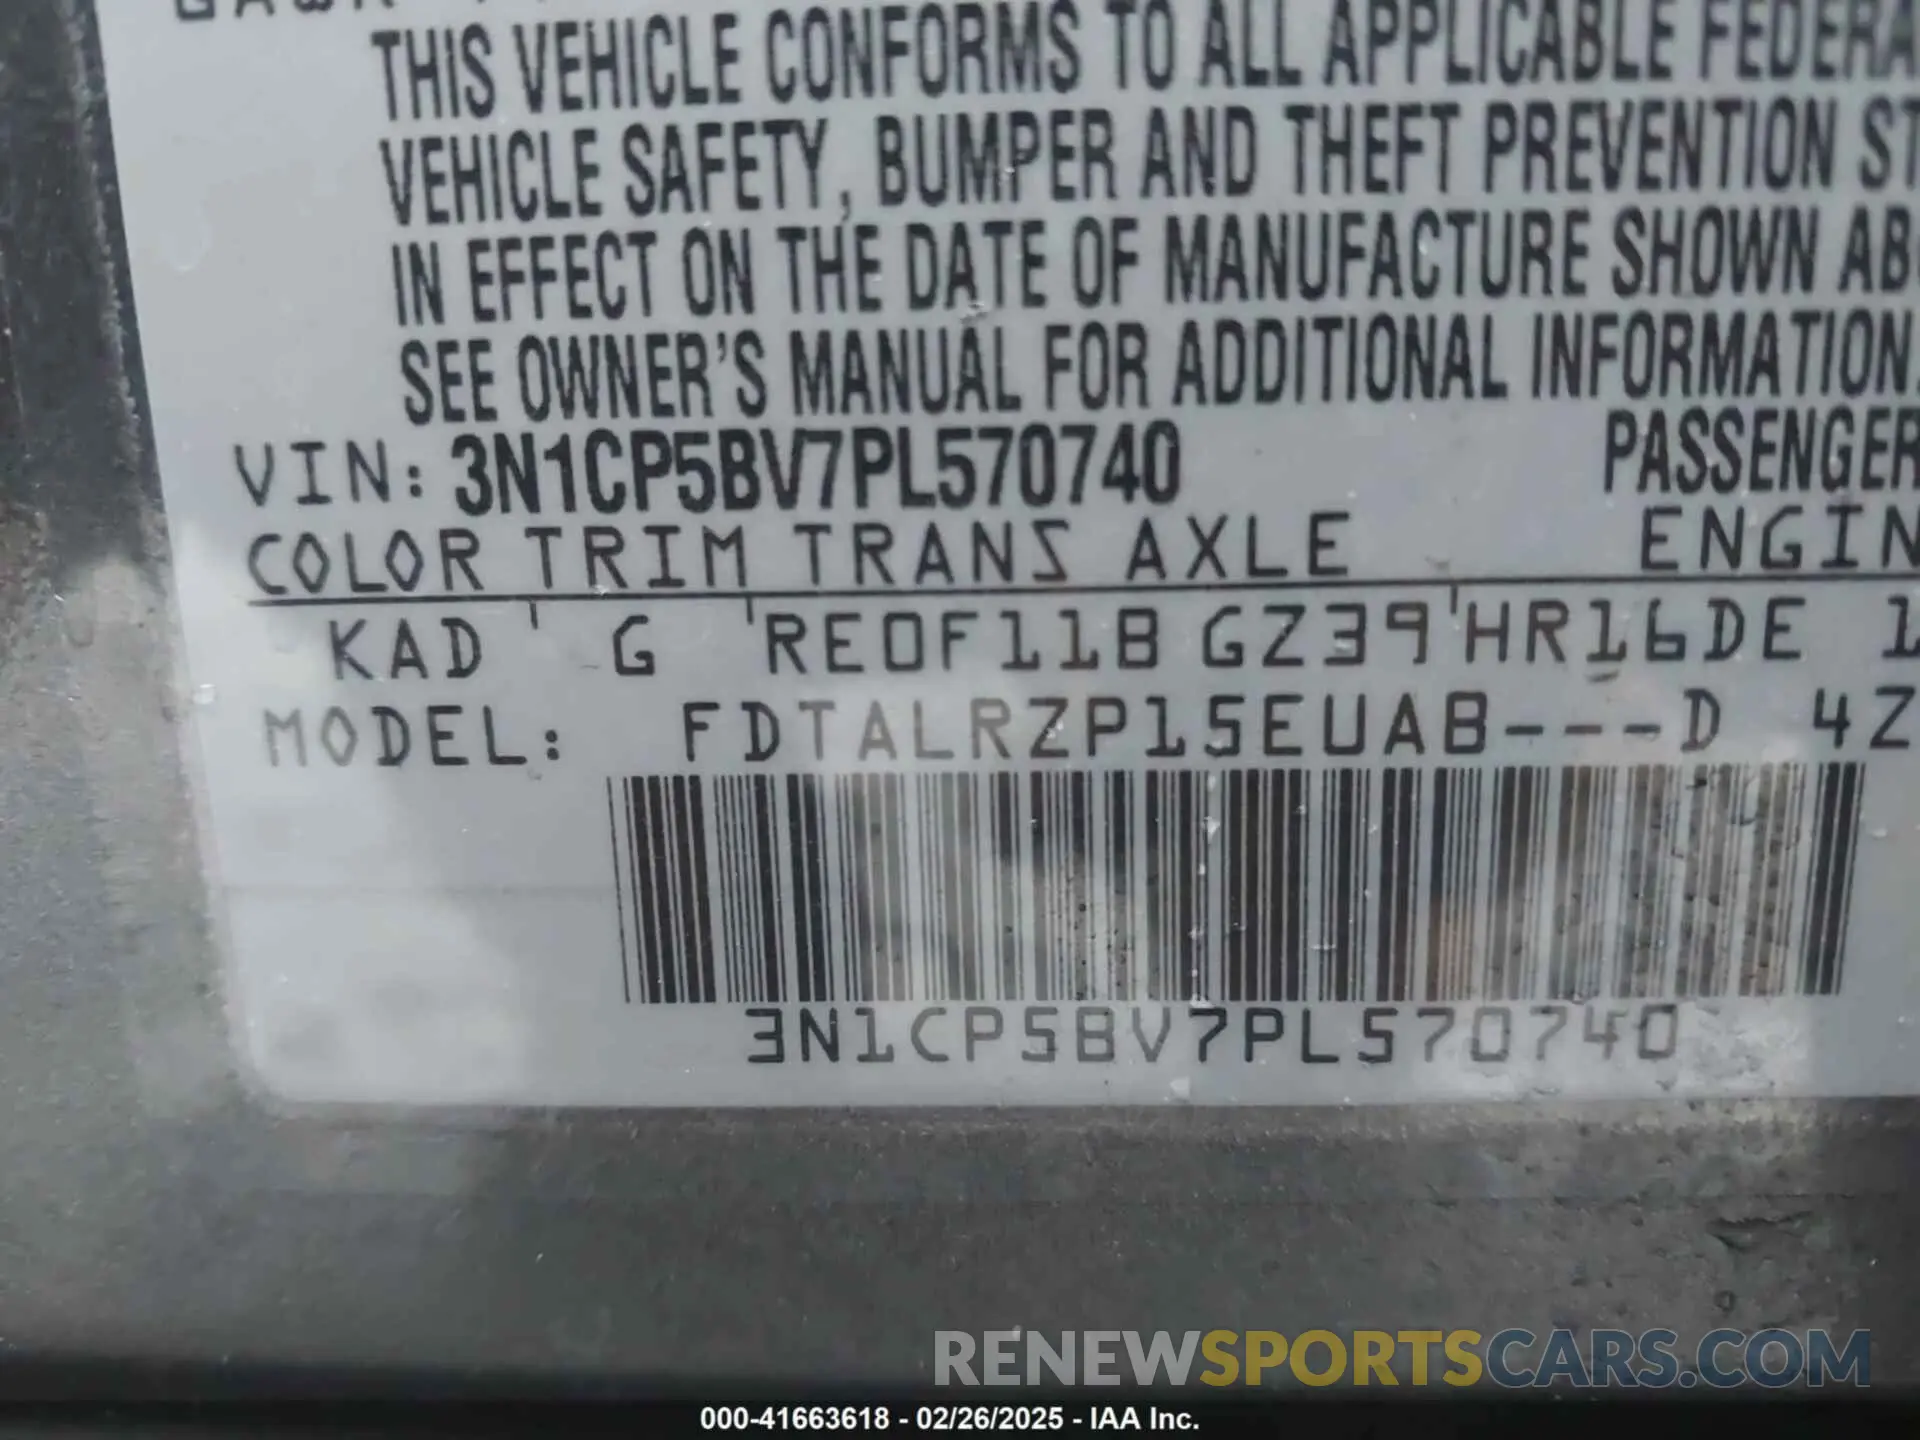 THIS VEHICLE CONFORMS TO ALL APPLICABLE FEDERA
VEHICLE SAFETY, BUMPER AND THEFT PREVENTION ST
IN EFFECT ON THE DATE OF MANUFACTURE SHOWN AB
SEE OWNER'S MANUAL FOR ADDITIONAL INFORMATION.
VIN: 3N1CP5BV7PL570740 PASSENGER
COLOR TRIM TRANS AXLE ENGIN
KAD G RE0F11B GZ39 HR16DE 1
MODEL: FDTALRZP15EUAB---D 4Z
3N1CP5BV7PL570740
RENEWSPORTSCARS.COM
000-41663618 - 02/26/2025 - IAA Inc.